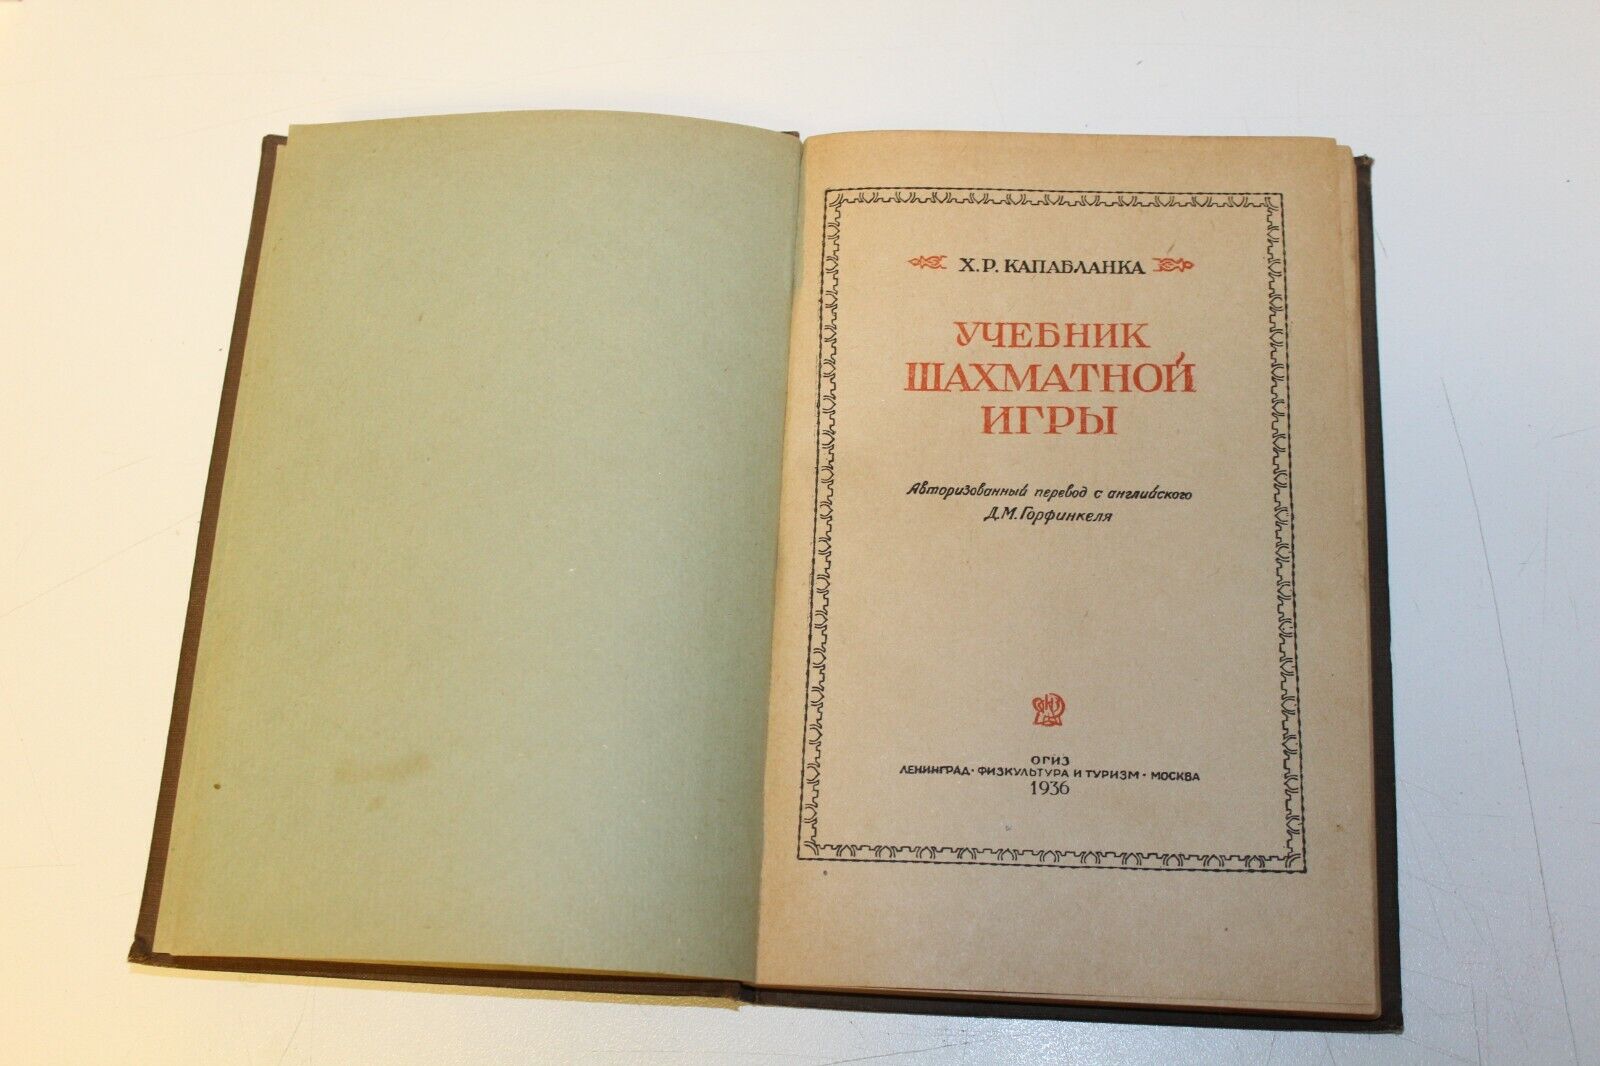 Х.Р. КАПАБЛАНКА
УЧЕБНИК
ШАХМАТНОЙ
ИГРЫ
Авторизованный перевод с английского
Д.М. Горфинкеля
ОГИЗ
ЛЕНИНГРАД · ФИЗКУЛЬТУРА И ТУРИЗМ · МОСКВА
1936